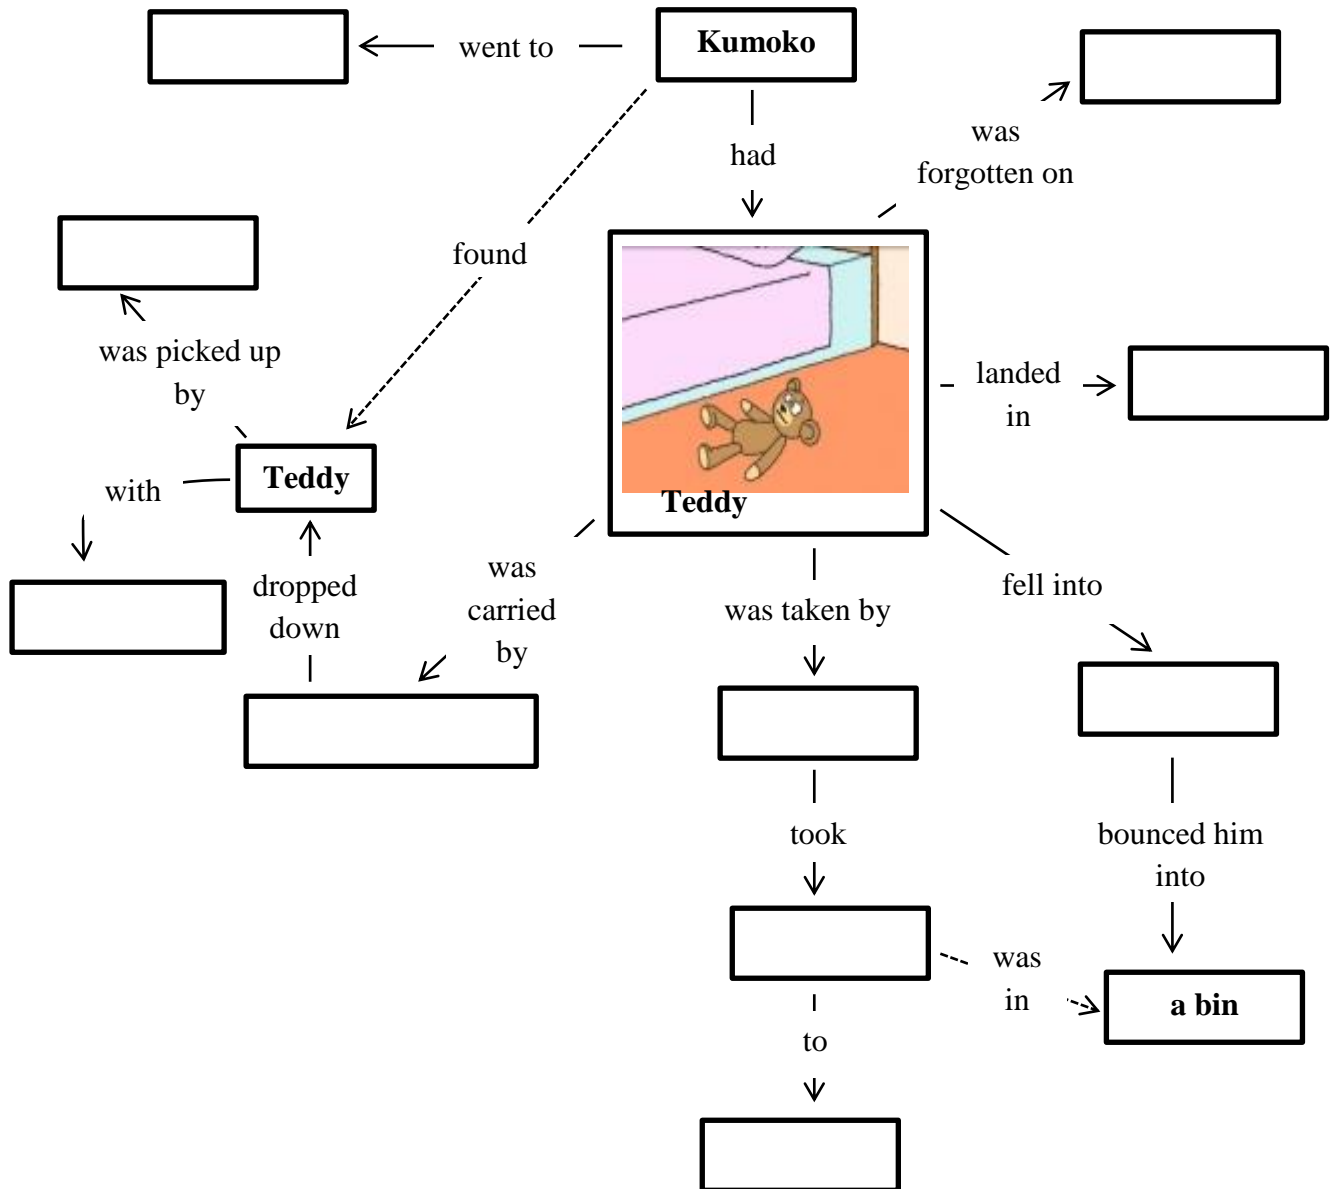 went to
Kumoko
was
forgotten on
had
found
was picked up
by
landed
in
Teddy
with
Teddy
dropped
down
was
carried
by
was taken by
fell into
took
bounced him
into
was
in
a bin
to